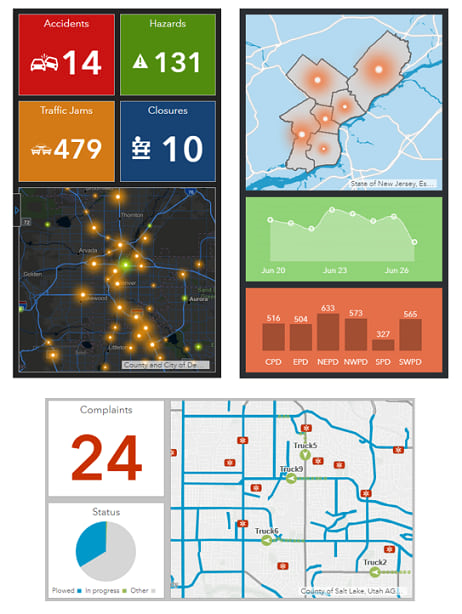 Accidents
14
Hazards
131
Traffic Jams
479
Closures
10
Thornton
Arvada
Golden
Denver
Lakewood
Aurora
Littleton
County and City of De...
State of New Jersey, Es...
Jun 20
Jun 23
Jun 26
516
504
633
573
327
565
CPD
EPD
NEPD
NWPD
SPD
SWPD
Complaints
24
Status
Plowed
In progress
Other
Truck5
Truck9
Truck6
Truck2
County of Salt Lake, Utah AG...